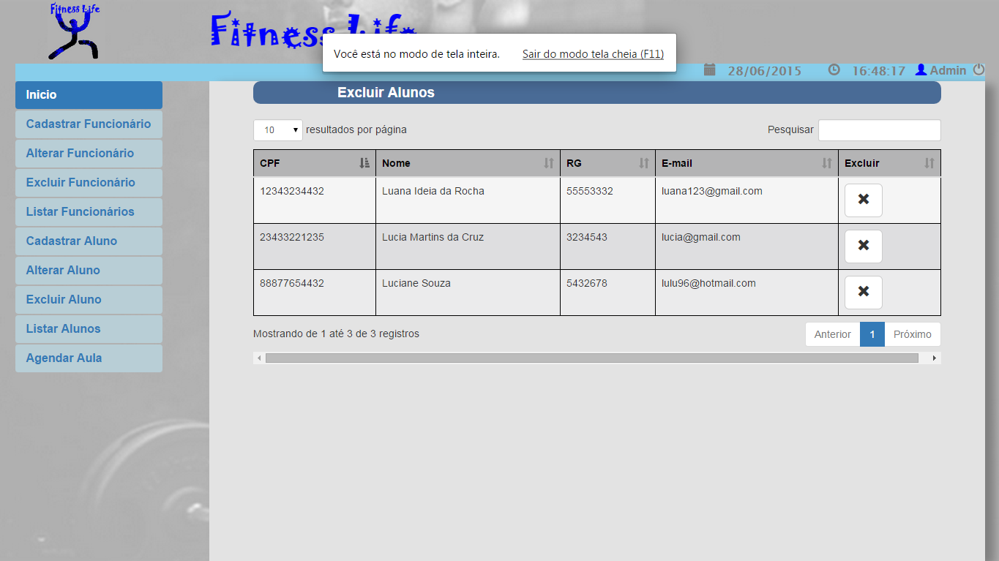 Fitness Life
Fitness Life
Você está no modo de tela inteira. Sair do modo tela cheia (F11)
28/06/2015 16:48:17 Admin
Inicio
Cadastrar Funcionário
Alterar Funcionário
Excluir Funcionário
Listar Funcionários
Cadastrar Aluno
Alterar Aluno
Excluir Aluno
Listar Alunos
Agendar Aula
Excluir Alunos
10 resultados por página Pesquisar
CPF Nome RG E-mail Excluir
12343234432 Luana Ideia da Rocha 55553332 luana123@gmail.com
23433221235 Lucia Martins da Cruz 3234543 lucia@gmail.com
88877654432 Luciane Souza 5432678 lulu96@hotmail.com
Mostrando de 1 até 3 de 3 registros Anterior 1 Próximo